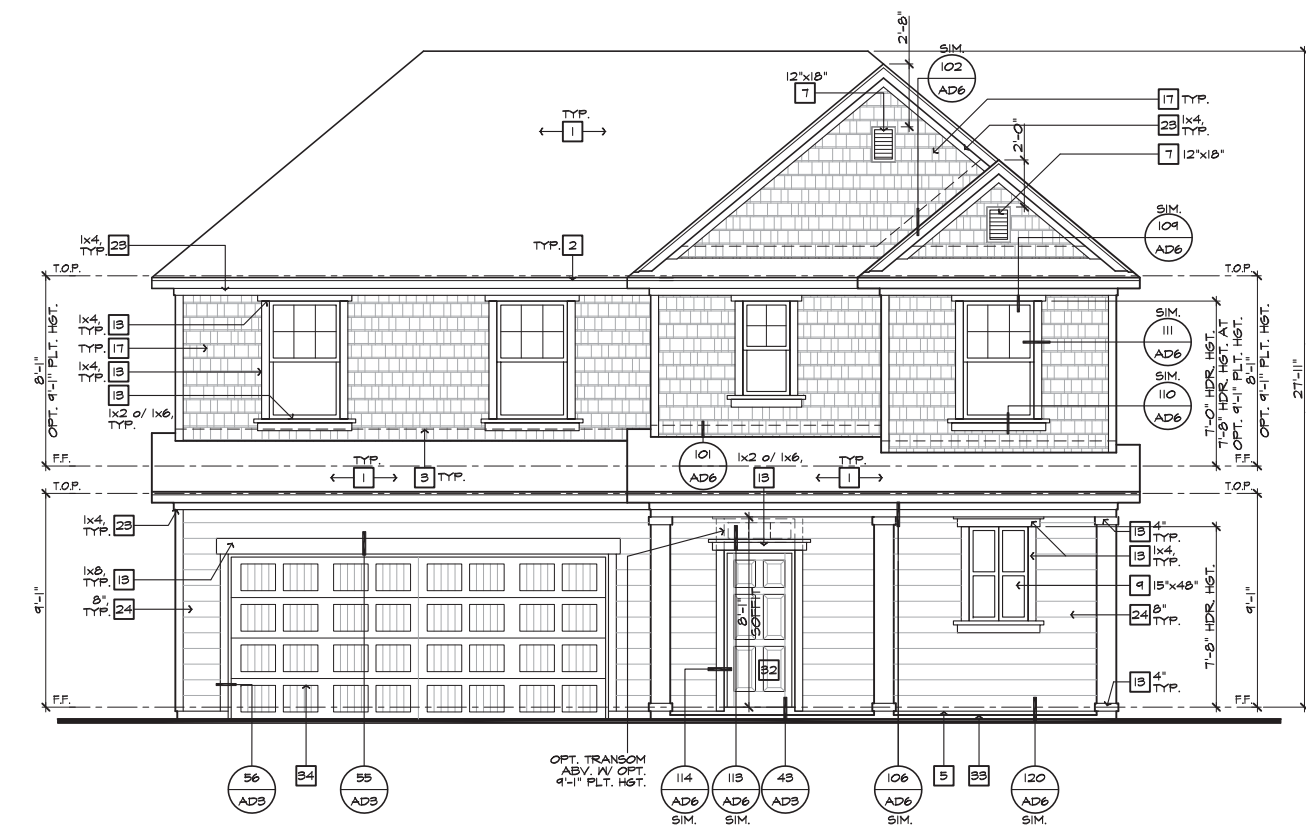 2'-8"
SIM.
102
AD6
12"x18"
7
17 TYP.
TYP.
1
23 1x4,
TYP.
2'-0"
7 12"x18"
SIM.
109
AD6
1x4,
TYP. 23
TYP. 2
T.O.P.
T.O.P.
8'-1"
OPT. 9'-1" PLT. HGT.
1x4,
TYP. 13
TYP. 17
1x4,
TYP. 13
13
1x2 o/ 1x6,
TYP.
SIM.
111
AD6
SIM.
110
AD6
7'-0" HDR. HGT.
7'-8" HDR. HGT. AT
OPT. 9'-1" PLT. HGT.
8'-1"
OPT. 9'-1" PLT. HGT.
27'-11"
F.F.
F.F.
TYP.
1
3 TYP.
101
AD6
1x2 o/ 1x6,
13
TYP.
1
T.O.P.
T.O.P.
1x4,
TYP. 23
1x8,
TYP. 13
8",
TYP. 24
9'-1"
8'-1"
SOFFIT
32
13 4"
TYP.
13 1x4,
TYP.
9 15"x48"
24 8"
TYP.
13 4"
TYP.
7'-8" HDR. HGT.
9'-1"
F.F.
F.F.
56
AD3
34
55
AD3
OPT. TRANSOM
ABV. W/ OPT.
9'-1" PLT. HGT.
114
AD6
SIM.
113
AD6
SIM.
43
AD3
106
AD6
SIM.
5
33
120
AD6
SIM.